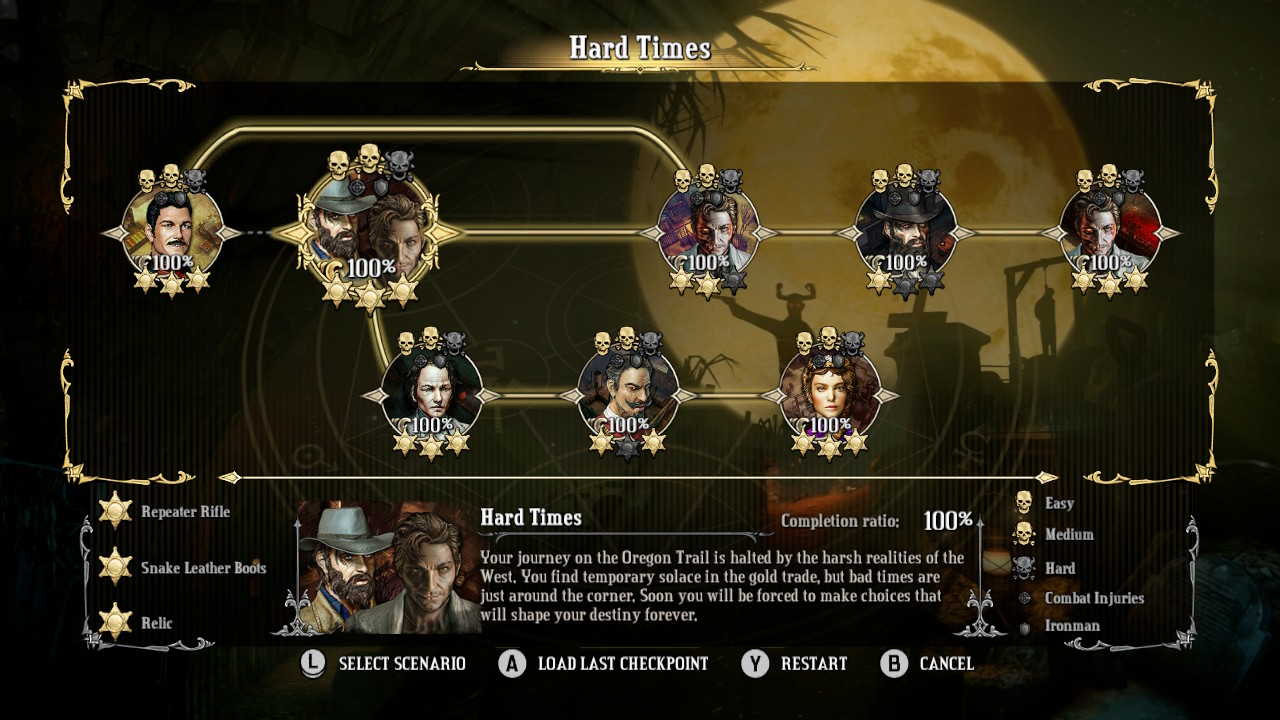 Hard Times
100%
100%
100%
100%
100%
100%
100%
100%
Repeater Rifle
Snake Leather Boots
Relic
Hard Times
Completion ratio: 100%
Your journey on the Oregon Trail is halted by the harsh realities of the
West. You find temporary solace in the gold trade, but bad times are
just around the corner. Soon you will be forced to make choices that
will shape your destiny forever.
Easy
Medium
Hard
Combat Injuries
Ironman
L SELECT SCENARIO A LOAD LAST CHECKPOINT Y RESTART B CANCEL